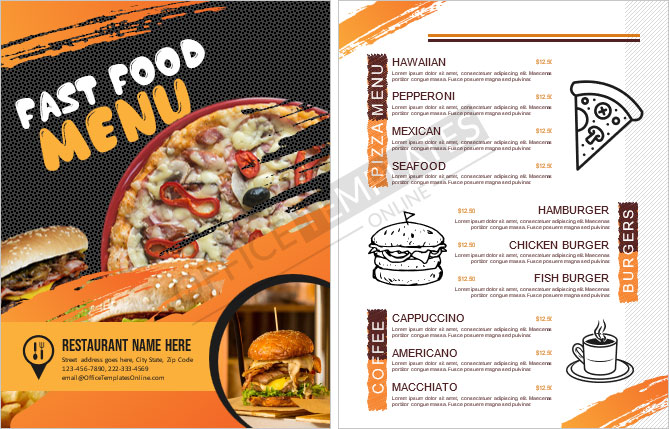 FAST FOOD
MENU
RESTAURANT NAME HERE
Street address goes here, City State, Zip Code
123-456-7890, 222-333-4569
email@OfficeTemplatesOnline.com
PIZZA MENU
HAWAIIAN $12.50
Lorem ipsum dolor sit amet, consectetuer adipiscing elit. Maecenas
porttitor congue massa. Fusce posuere magna sed pulvinar.
PEPPERONI $12.50
Lorem ipsum dolor sit amet, consectetuer adipiscing elit. Maecenas
porttitor congue massa. Fusce posuere magna sed pulvinar.
MEXICAN $12.50
Lorem ipsum dolor sit amet, consectetuer adipiscing elit. Maecenas
porttitor congue massa. Fusce posuere magna sed pulvinar.
SEAFOOD $12.50
Lorem ipsum dolor sit amet, consectetuer adipiscing elit. Maecenas
porttitor congue massa. Fusce posuere magna sed pulvinar.
BURGERS
$12.50 HAMBURGER
Lorem ipsum dolor sit amet, consectetuer adipiscing elit. Maecenas
porttitor congue massa. Fusce posuere magna sed pulvinar.
$12.50 CHICKEN BURGER
Lorem ipsum dolor sit amet, consectetuer adipiscing elit. Maecenas
porttitor congue massa. Fusce posuere magna sed pulvinar.
$12.50 FISH BURGER
Lorem ipsum dolor sit amet, consectetuer adipiscing elit. Maecenas
porttitor congue massa. Fusce posuere magna sed pulvinar.
COFFEE
CAPPUCCINO $12.50
Lorem ipsum dolor sit amet, consectetuer adipiscing elit. Maecenas
porttitor congue massa. Fusce posuere magna sed pulvinar.
AMERICANO $12.50
Lorem ipsum dolor sit amet, consectetuer adipiscing elit. Maecenas
porttitor congue massa. Fusce posuere magna sed pulvinar.
MACCHIATO $12.50
Lorem ipsum dolor sit amet, consectetuer adipiscing elit. Maecenas
porttitor congue massa. Fusce posuere magna sed pulvinar.
ONLINE